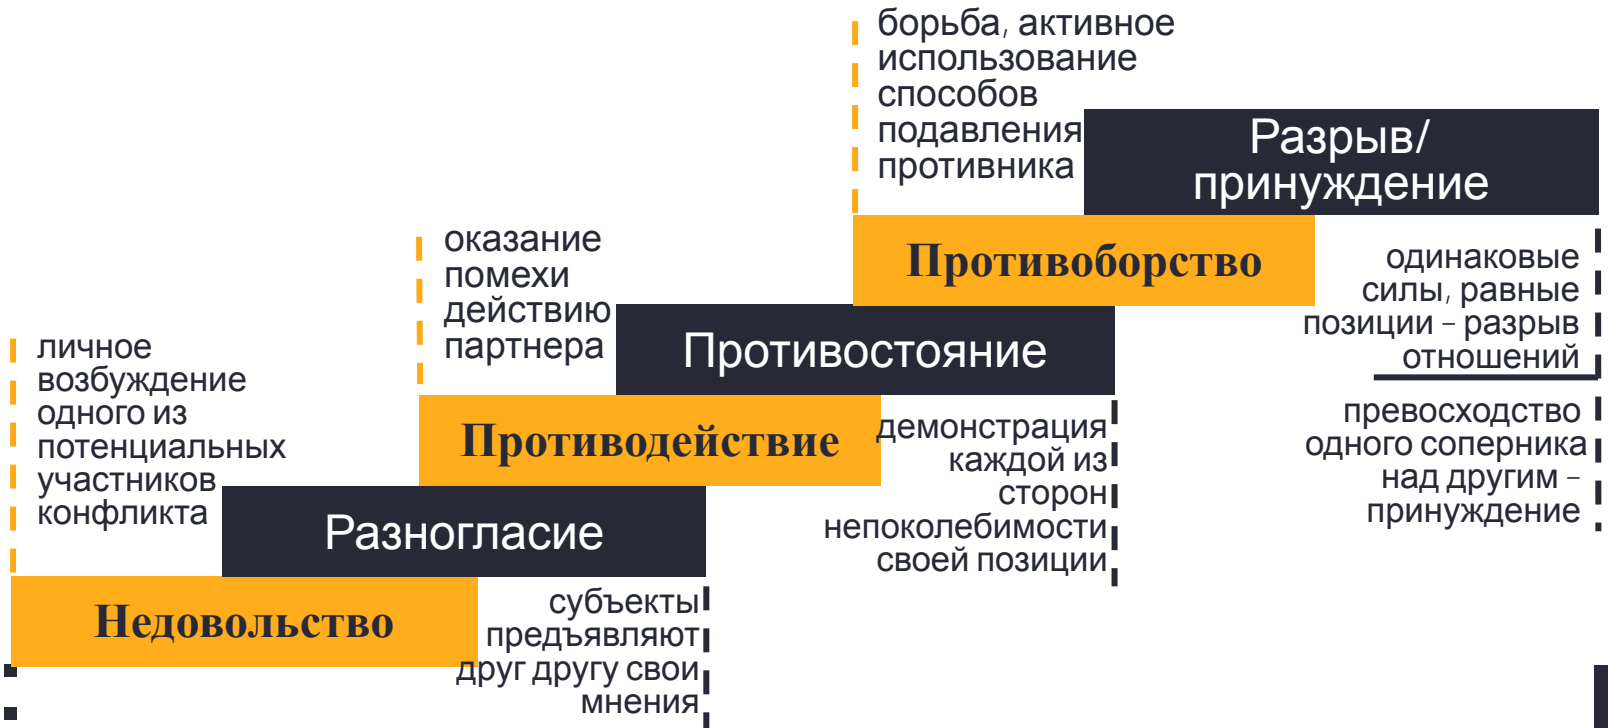 борьба, активное
использование
способов
подавления
противника
Разрыв/
принуждение
Противоборство
одинаковые
силы, равные
позиции – разрыв
отношений
превосходство
одного соперника
над другим –
принуждение
оказание
помехи
действию
партнера
Противостояние
демонстрация
каждой из
сторон
непоколебимости
своей позиции
Противодействие
личное
возбуждение
одного из
потенциальных
участников
конфликта
Разногласие
субъекты
предъявляют
друг другу свои
мнения
Недовольство